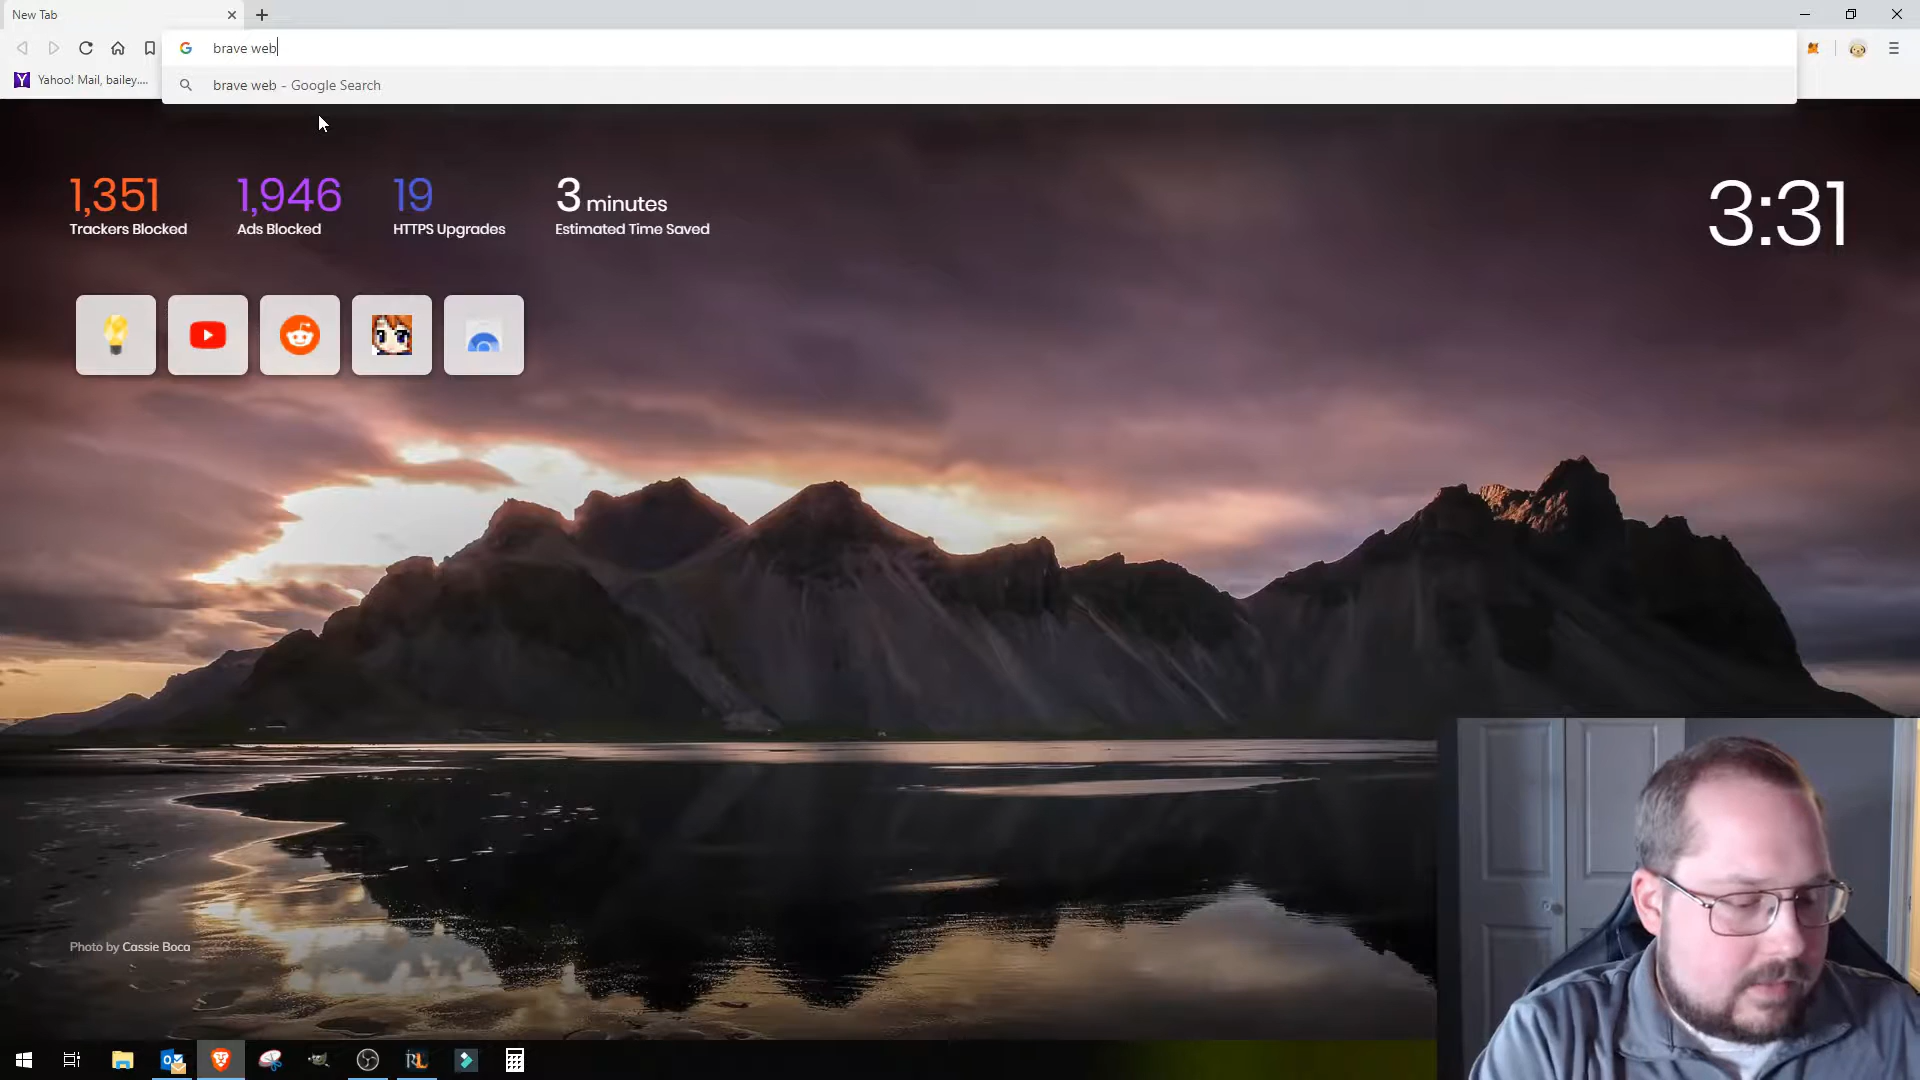 New Tab
brave web
Yahoo! Mail, bailey....
brave web - Google Search
1,351
Trackers Blocked
1,946
Ads Blocked
19
HTTPS Upgrades
3 minutes
Estimated Time Saved
3:31
Photo by Cassie Boca